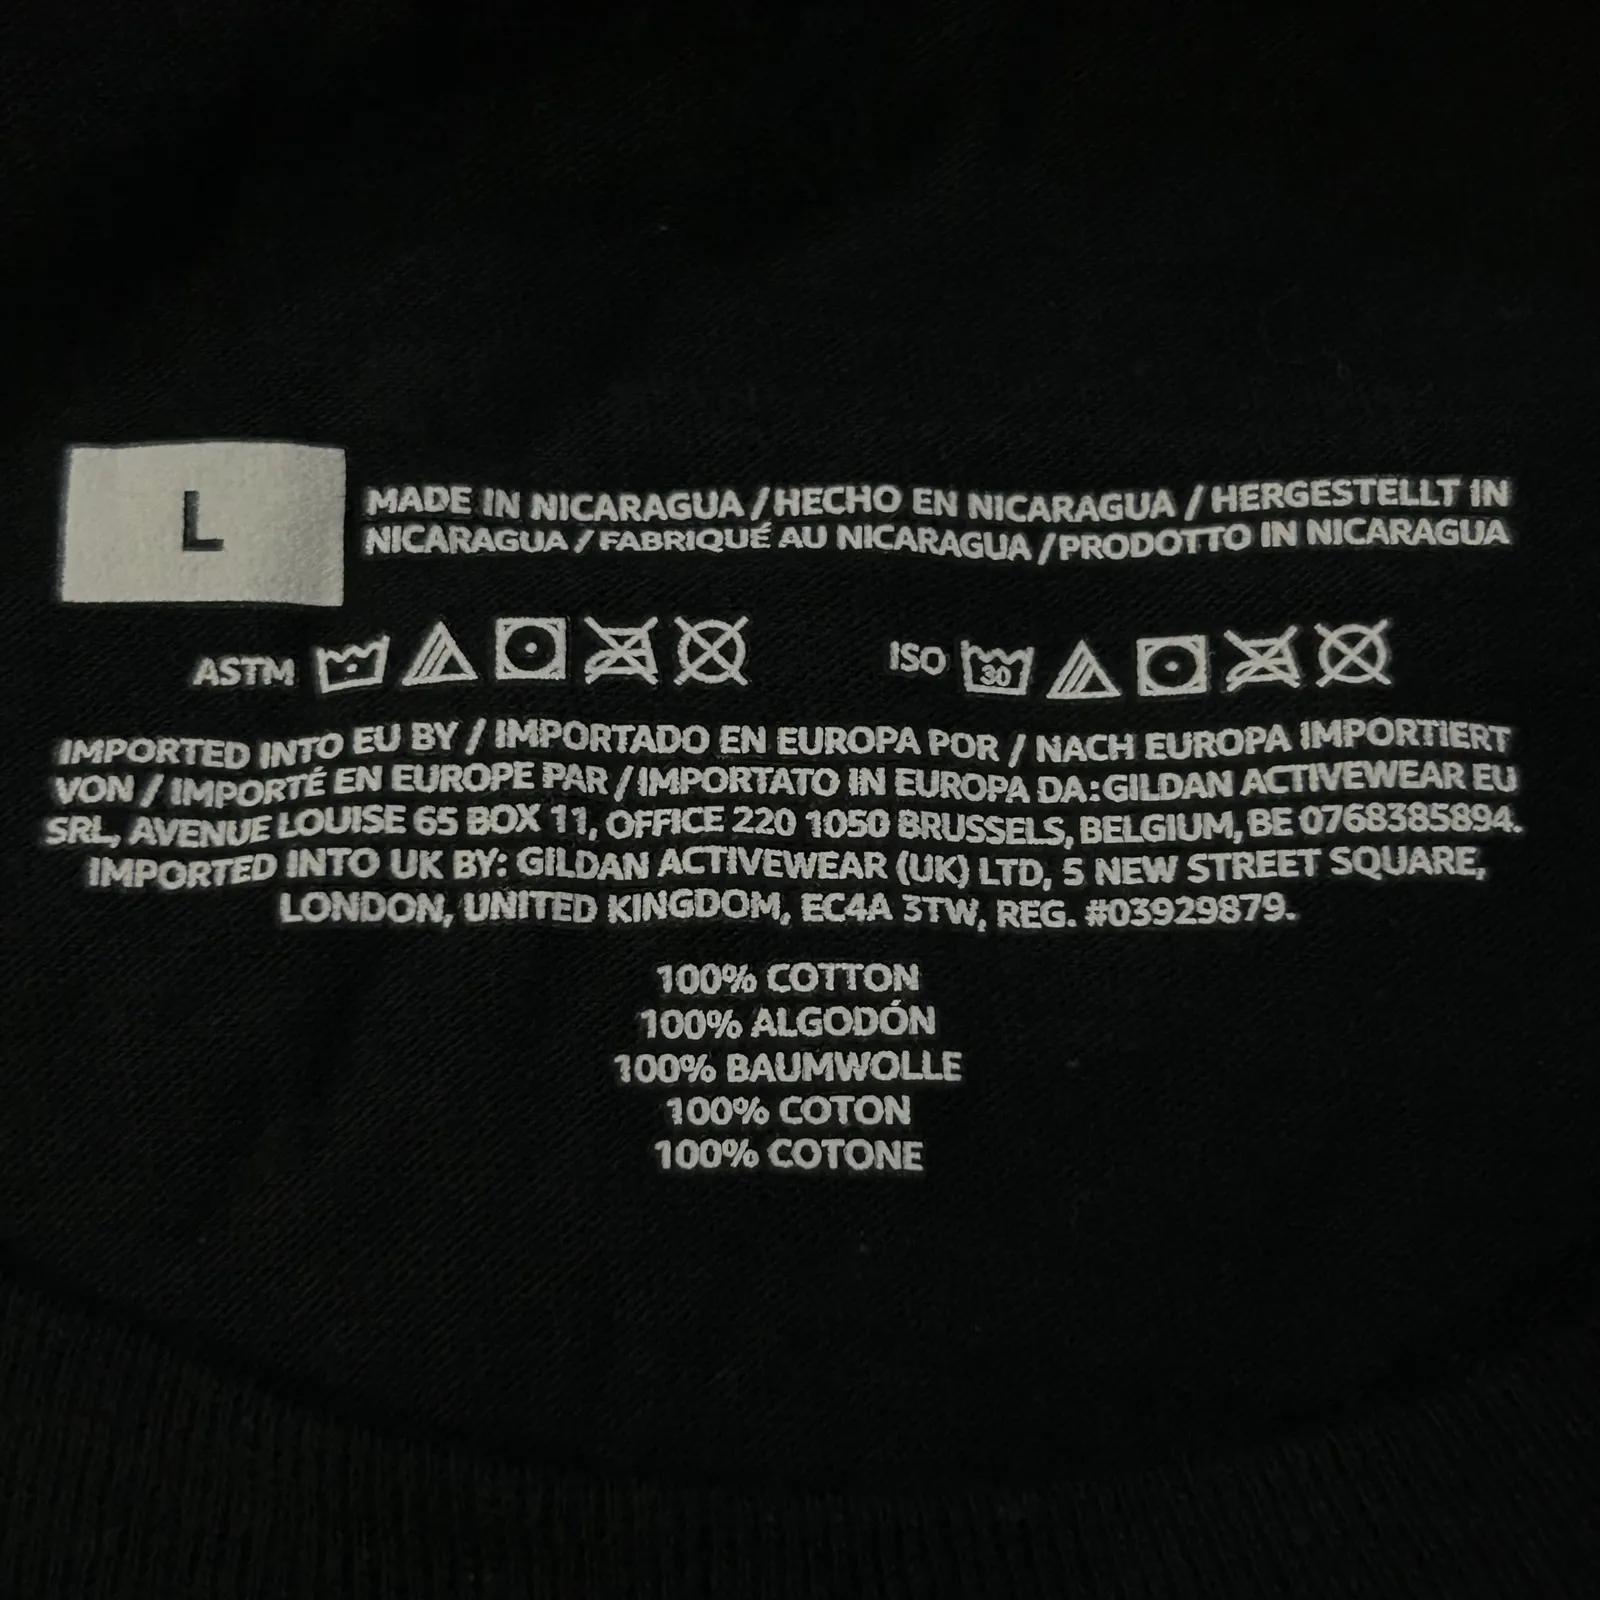 L
MADE IN NICARAGUA / HECHO EN NICARAGUA / HERGESTELLT IN
NICARAGUA / FABRIQUÉ AU NICARAGUA / PRODOTTO IN NICARAGUA
ASTM
ISO 30
IMPORTED INTO EU BY / IMPORTADO EN EUROPA POR / NACH EUROPA IMPORTIERT
VON / IMPORTÉ EN EUROPE PAR / IMPORTATO IN EUROPA DA:GILDAN ACTIVEWEAR EU
SRL, AVENUE LOUISE 65 BOX 11, OFFICE 220 1050 BRUSSELS, BELGIUM, BE 0768385894.
IMPORTED INTO UK BY: GILDAN ACTIVEWEAR (UK) LTD, 5 NEW STREET SQUARE,
LONDON, UNITED KINGDOM, EC4A 3TW, REG. #03929879.
100% COTTON
100% ALGODÓN
100% BAUMWOLLE
100% COTON
100% COTONE